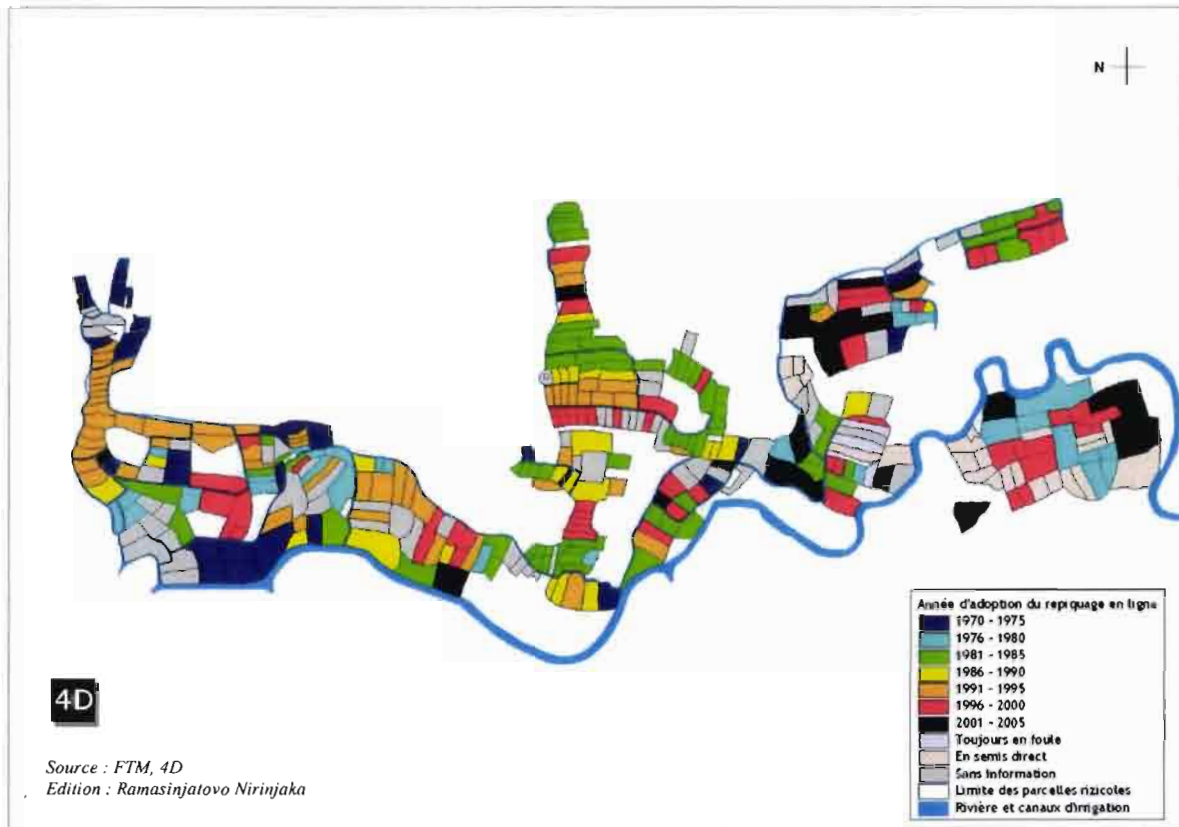 N
Année d'adoption du repiquage en ligne
1970 - 1975
1976 - 1980
1981 - 1985
1986 - 1990
1991 - 1995
1996 - 2000
2001 - 2005
Toujours en foule
En semis direct
Sans information
Limite des parcelles rizicoles
Rivière et canaux d'irrigation
4D
Source : FTM, 4D
Edition : Ramasinjatovo Nirinjaka